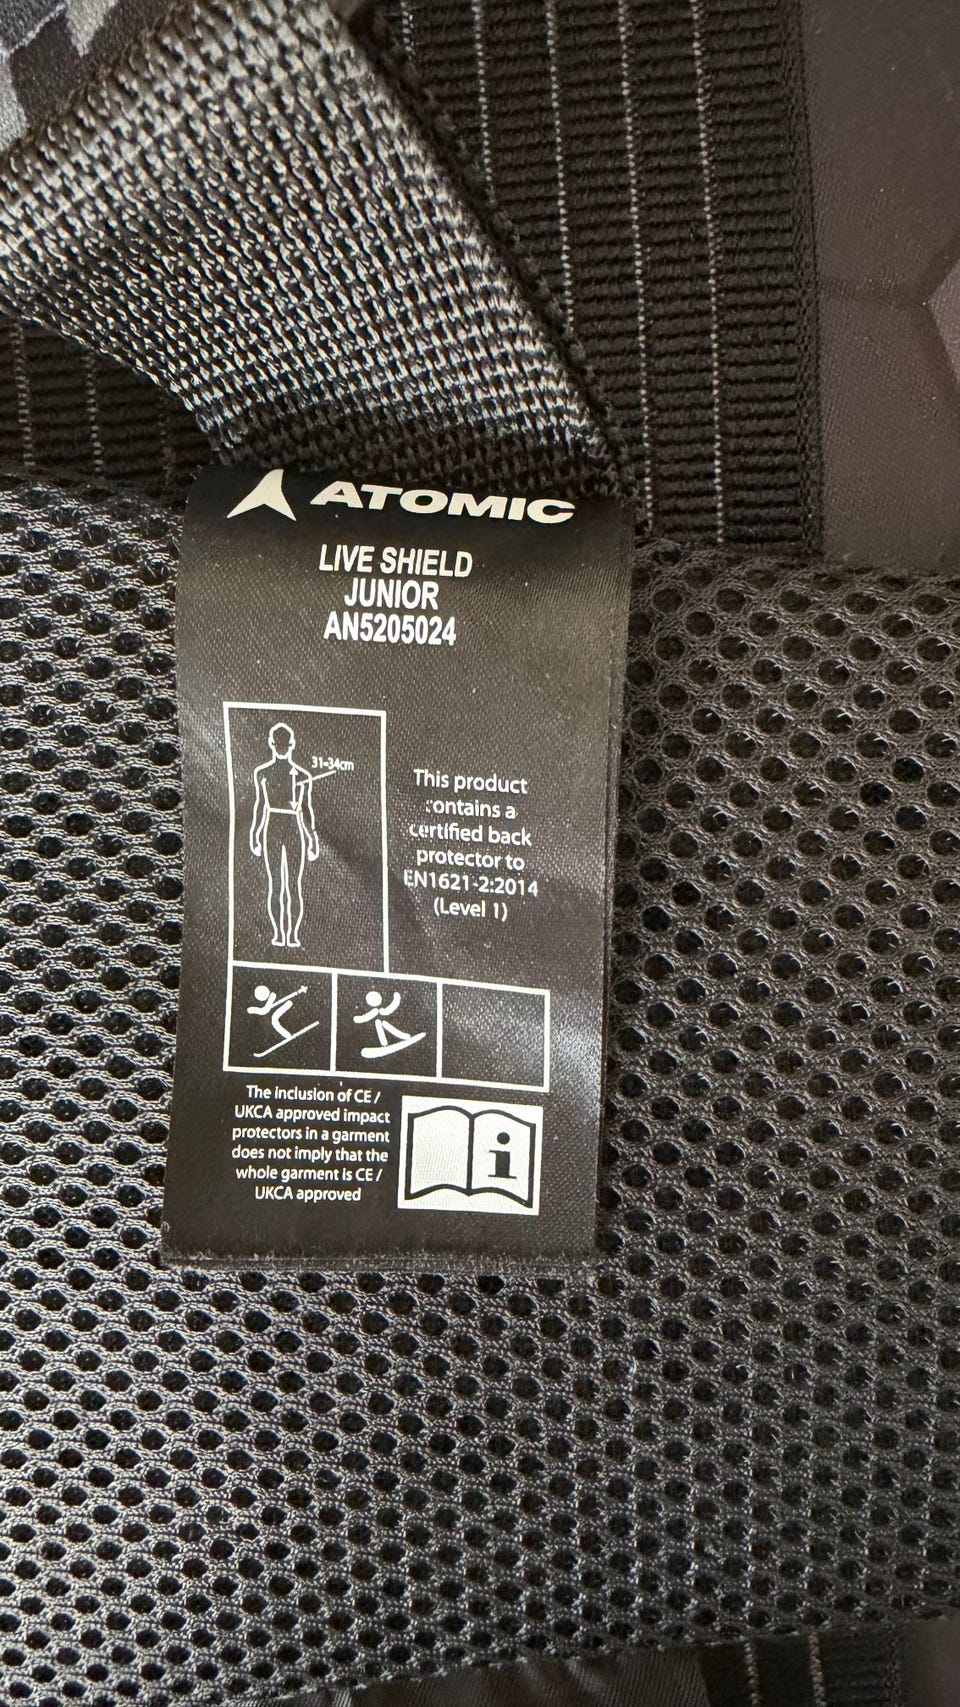 ATOMIC
LIVE SHIELD
JUNIOR
AN5205024
31-34cm
This product
contains a
certified back
protector to
EN1621-2:2014
(Level 1)
The inclusion of CE /
UKCA approved impact
protectors in a garment
does not imply that the
whole garment is CE /
UKCA approved
i